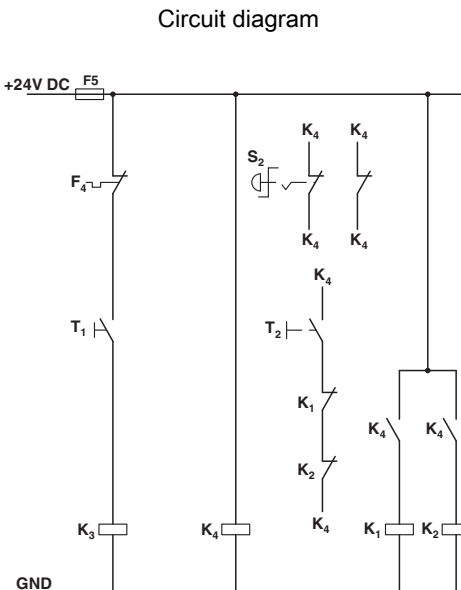 Circuit diagram
+24V DC F5
K₄ K₄
S₂
F₄
K₄ K₄
K₄
T₁ T₂
K₁
K₄ K₄
K₂
K₄
K₃ K₄ K₁ K₂
GND